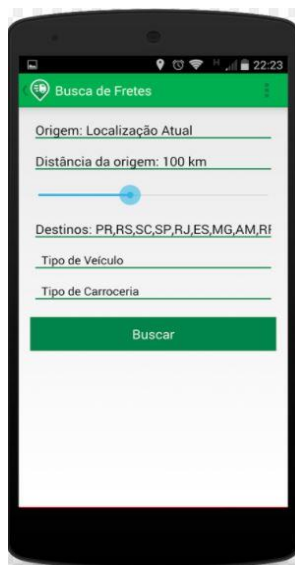 H 22:23
Busca de Fretes
Origem: Localização Atual
Distância da origem: 100 km
Destinos: PR,RS,SC,SP,RJ,ES,MG,AM,RF
Tipo de Veículo
Tipo de Carroceria
Buscar